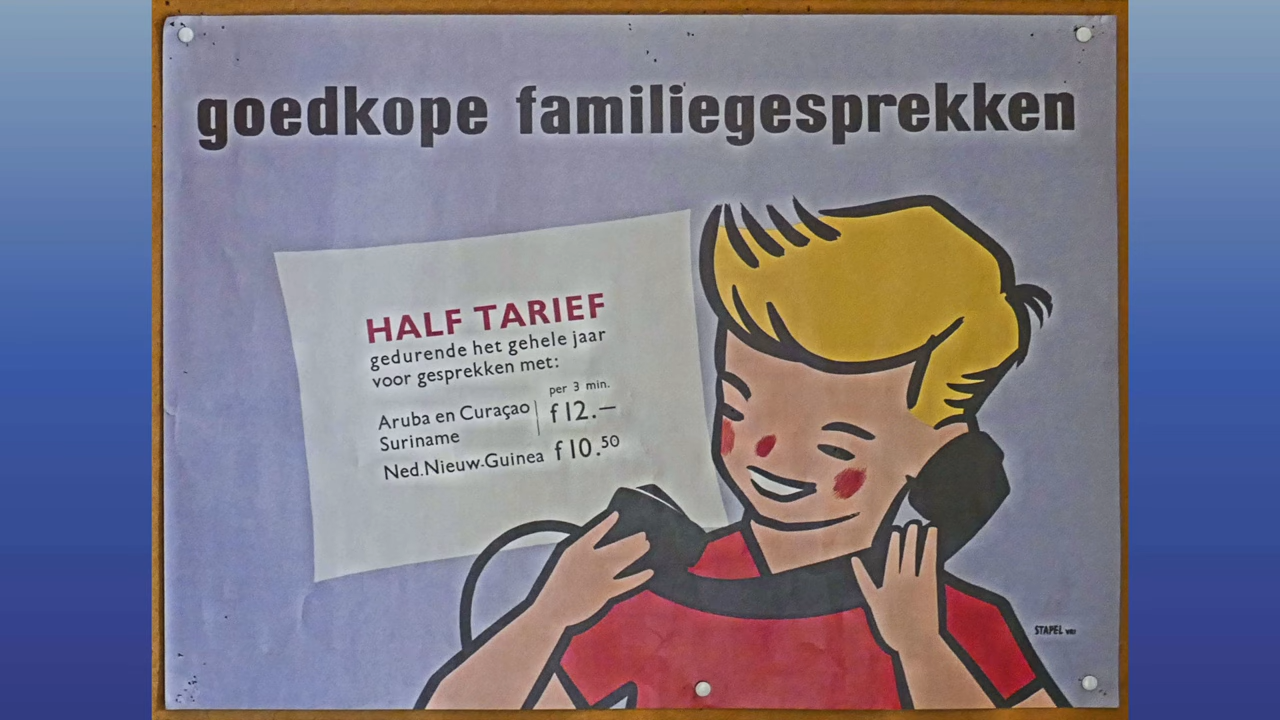 goedkope familiegesprekken
HALF TARIEF
gedurende het gehele jaar
voor gesprekken met:
per 3 min.
Aruba en Curaçao
Suriname
f 12.—
Ned. Nieuw-Guinea f 10.50
STAPEL